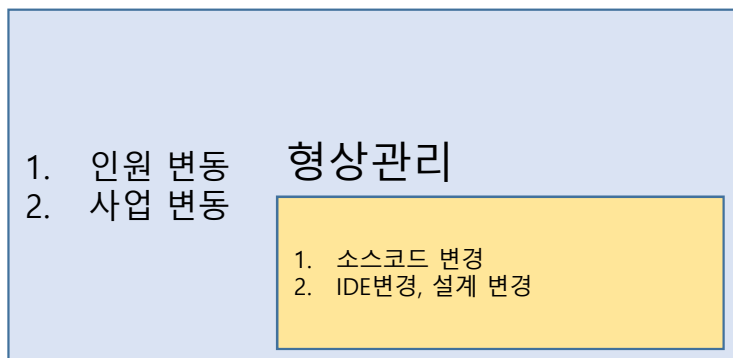 1. 인원 변동
2. 사업 변동
형상관리
1. 소스코드 변경
2. IDE변경, 설계 변경